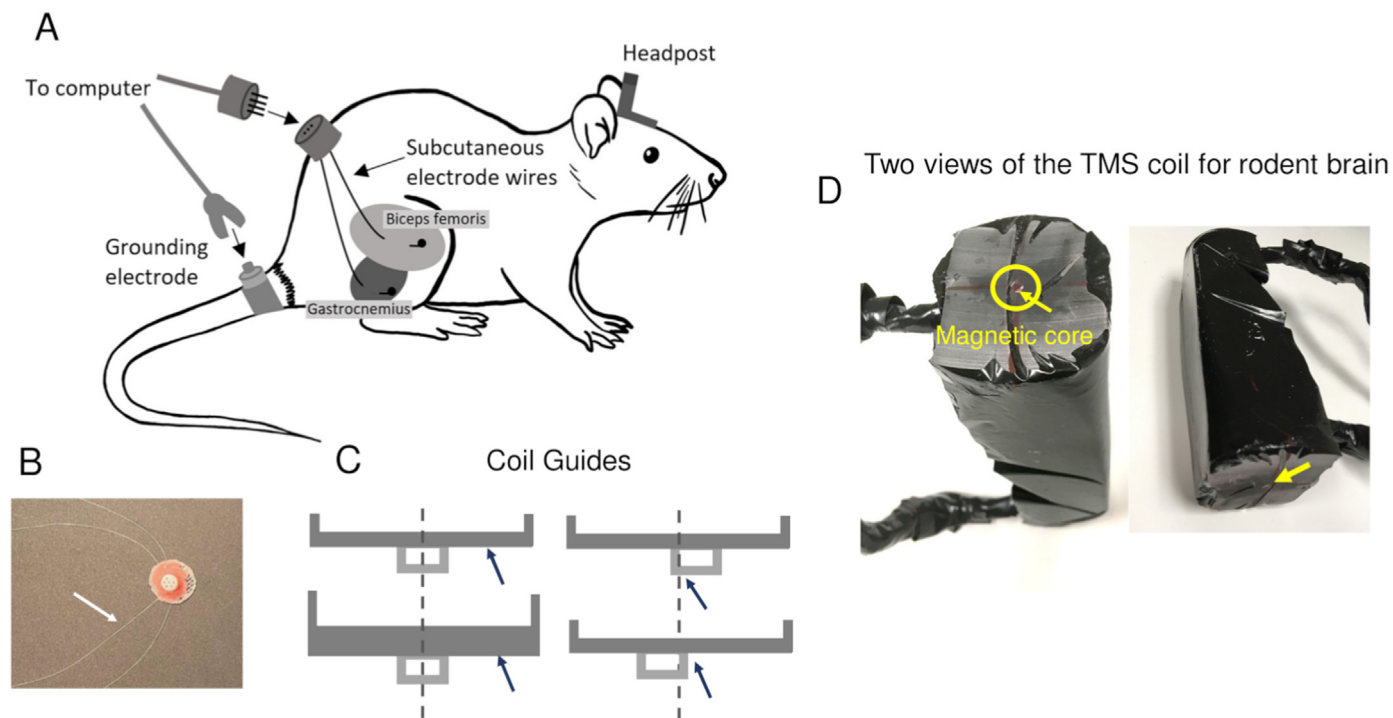 A
Headpost
To computer
Subcutaneous
electrode wires
Biceps femoris
Grounding
electrode
Gastrocnemius
Two views of the TMS coil for rodent brain
D
Magnetic core
B
C
Coil Guides